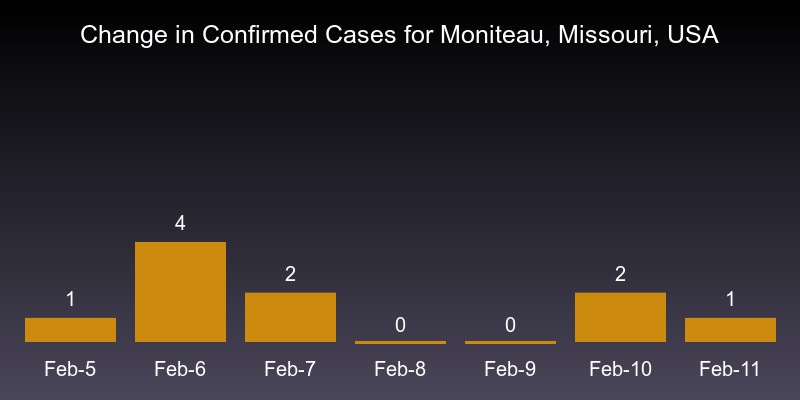 Change in Confirmed Cases for Moniteau, Missouri, USA
1 4 2 0 0 2 1
Feb-5 Feb-6 Feb-7 Feb-8 Feb-9 Feb-10 Feb-11